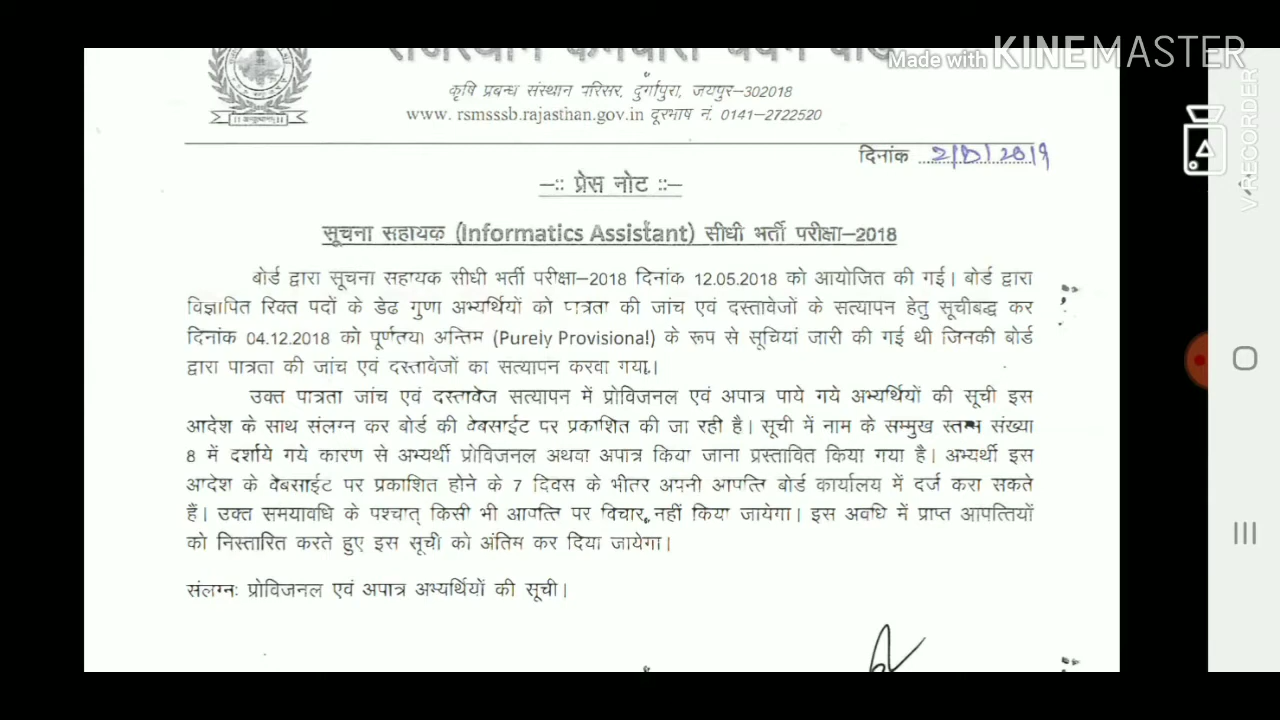 Made with KINEMASTER
राजस्थान कर्मचारी चयन बोर्ड
कृषि प्रबन्ध संस्थान परिसर, दुर्गापुरा, जयपुर–302018
www. rsmsssb.rajasthan.gov.in दूरभाष नं. 0141–2722520
दिनांक
–:: प्रेस नोट ::–
सूचना सहायक (Informatics Assistant) सीधी भर्ती परीक्षा–2018
बोर्ड द्वारा सूचना सहायक सीधी भर्ती परीक्षा–2018 दिनांक 12.05.2018 को आयोजित की गई। बोर्ड द्वारा
विज्ञापित रिक्त पदों के डेढ गुणा अभ्यर्थियों को पात्रता की जांच एवं दस्तावेजों के सत्यापन हेतु सूचीबद्ध कर
दिनांक 04.12.2018 को पूर्णतया अन्तिम (Purely Provisional) के रूप से सूचियां जारी की गई थी जिनकी बोर्ड
द्वारा पात्रता की जांच एवं दस्तावेजों का सत्यापन करवा गया।
उक्त पात्रता जांच एवं दस्तावेज सत्यापन में प्रोविजनल एवं अपात्र पाये गये अभ्यर्थियों की सूची इस
आदेश के साथ संलग्न कर बोर्ड की वेबसाईट पर प्रकाशित की जा रही है। सूची में नाम के सम्मुख स्तम्भ संख्या
8 में दर्शाये गये कारण से अभ्यर्थी प्रोविजनल अथवा अपात्र किया जाना प्रस्तावित किया गया है। अभ्यर्थी इस
आदेश के वेबसाईट पर प्रकाशित होने के 7 दिवस के भीतर अपनी आपत्ति बोर्ड कार्यालय में दर्ज करा सकते
हैं। उक्त समयावधि के पश्चात् किसी भी आपत्ति पर विचार नहीं किया जायेगा। इस अवधि में प्राप्त आपत्तियों
को निस्तारित करते हुए इस सूची को अंतिम कर दिया जायेगा।
संलग्नः प्रोविजनल एवं अपात्र अभ्यर्थियों की सूची।
RECORDER